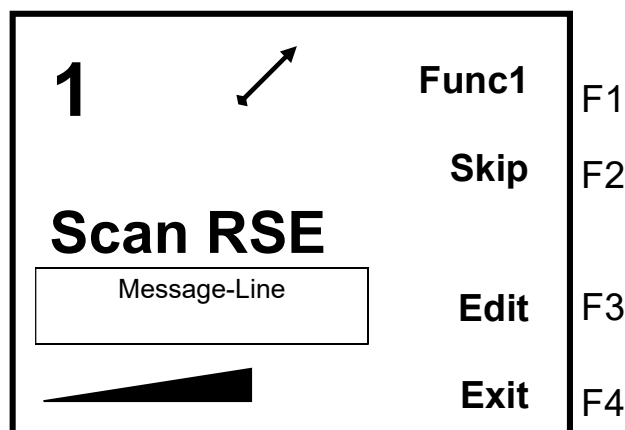 1
Func1 F1
Skip F2
Scan RSE
Message-Line
Edit F3
Exit F4